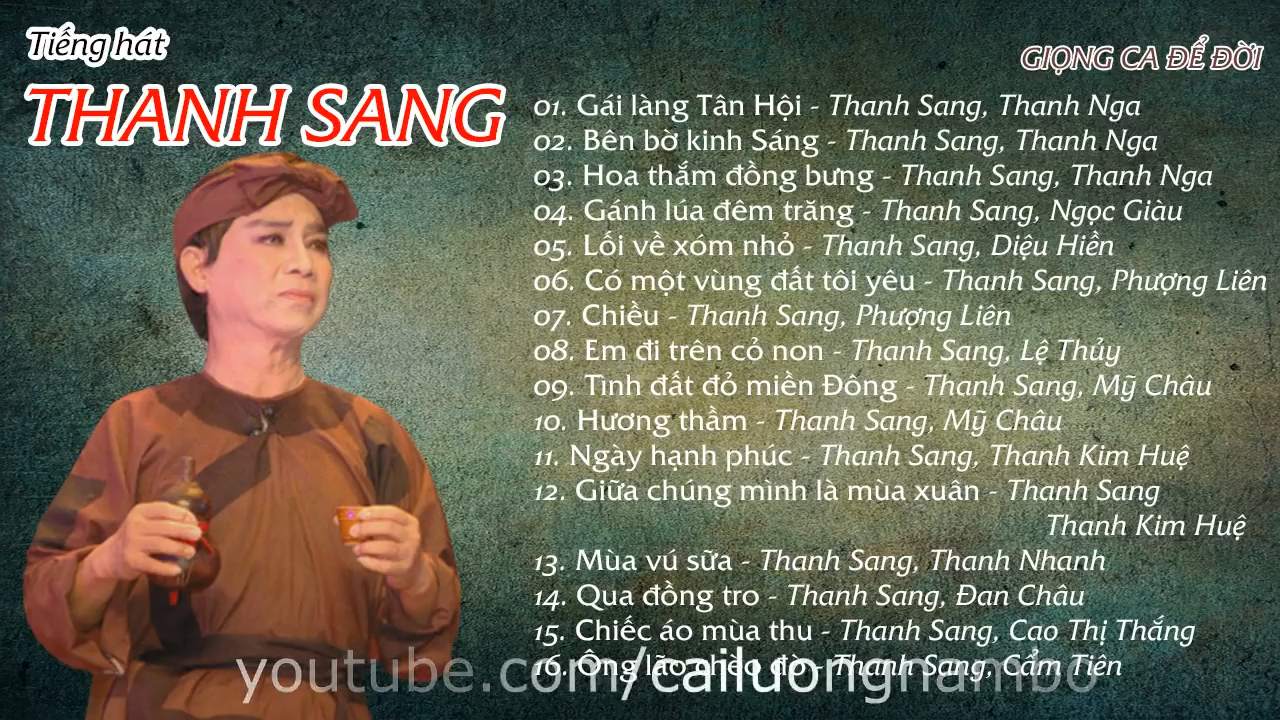 Tiếng hát
THANH SANG
GIỌNG CA ĐỂ ĐỜI
01. Gái làng Tân Hội - Thanh Sang, Thanh Nga
02. Bên bờ kinh Sáng - Thanh Sang, Thanh Nga
03. Hoa thắm đồng bưng - Thanh Sang, Thanh Nga
04. Gánh lúa đêm trăng - Thanh Sang, Ngọc Giàu
05. Lối về xóm nhỏ - Thanh Sang, Diệu Hiền
06. Có một vùng đất tôi yêu - Thanh Sang, Phượng Liên
07. Chiều - Thanh Sang, Phượng Liên
08. Em đi trên cỏ non - Thanh Sang, Lệ Thủy
09. Tình đất đỏ miền Đông - Thanh Sang, Mỹ Châu
10. Hương thầm - Thanh Sang, Mỹ Châu
11. Ngày hạnh phúc - Thanh Sang, Thanh Kim Huệ
12. Giữa chúng mình là mùa xuân - Thanh Sang
Thanh Kim Huệ
13. Mùa vú sữa - Thanh Sang, Thanh Nhanh
14. Qua đồng tro - Thanh Sang, Đan Châu
15. Chiếc áo mùa thu - Thanh Sang, Cao Thị Thắng
16. Ông lão chèo đò - Thanh Sang, Cẩm Tiên
youtube.com/cailuongnambo